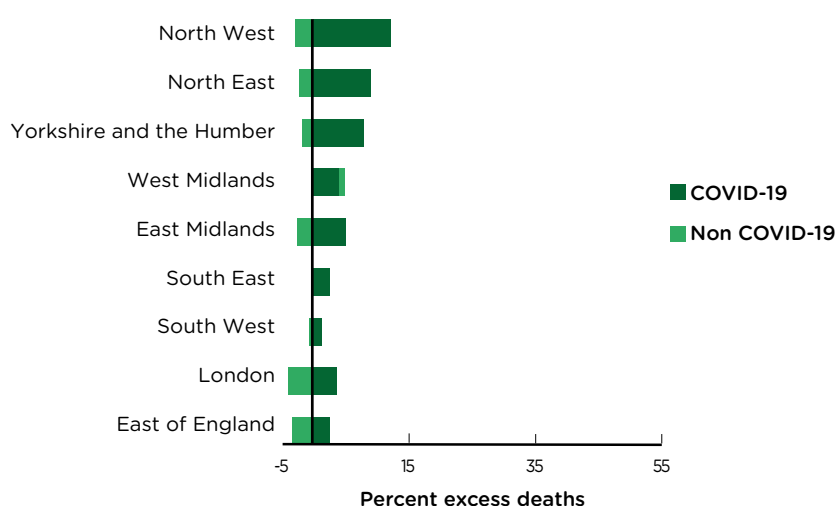 North West
North East
Yorkshire and the Humber
West Midlands
East Midlands
South East
South West
London
East of England
COVID-19
Non COVID-19
-5 15 35 55
Percent excess deaths